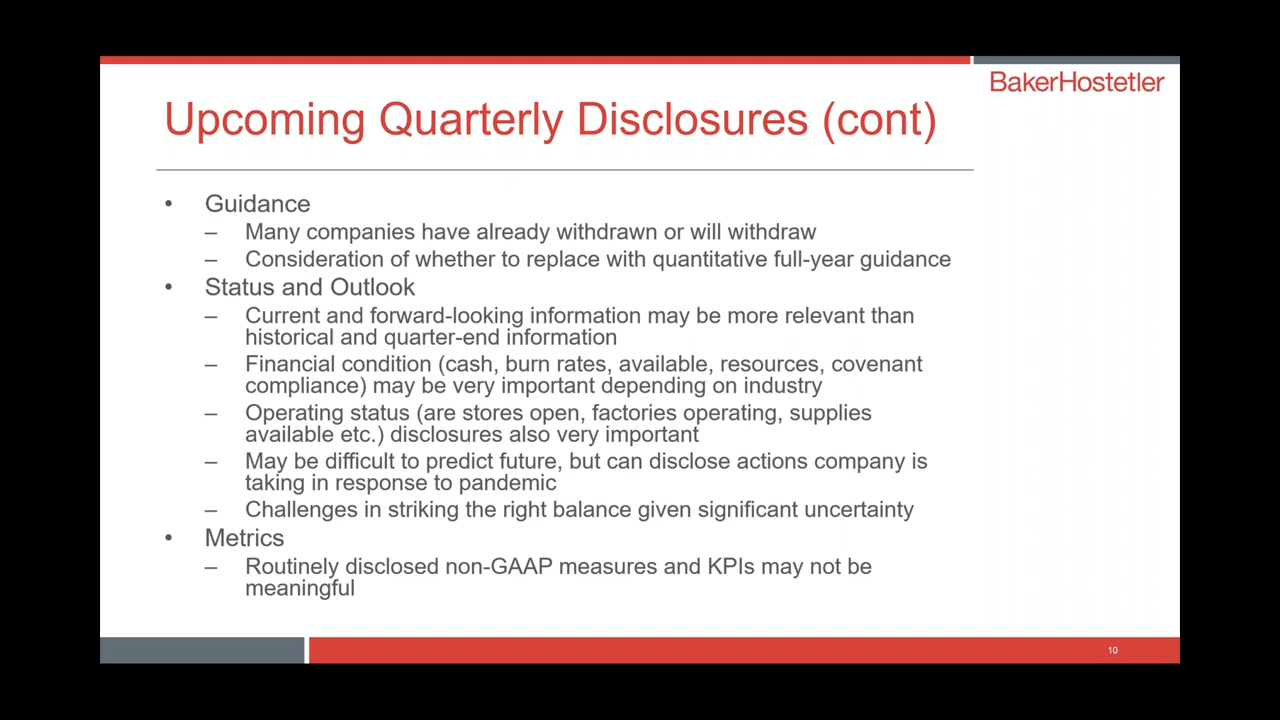 BakerHostetler
Upcoming Quarterly Disclosures (cont)
• Guidance
– Many companies have already withdrawn or will withdraw
– Consideration of whether to replace with quantitative full-year guidance
• Status and Outlook
– Current and forward-looking information may be more relevant than
historical and quarter-end information
– Financial condition (cash, burn rates, available, resources, covenant
compliance) may be very important depending on industry
– Operating status (are stores open, factories operating, supplies
available etc.) disclosures also very important
– May be difficult to predict future, but can disclose actions company is
taking in response to pandemic
– Challenges in striking the right balance given significant uncertainty
• Metrics
– Routinely disclosed non-GAAP measures and KPIs may not be
meaningful
10